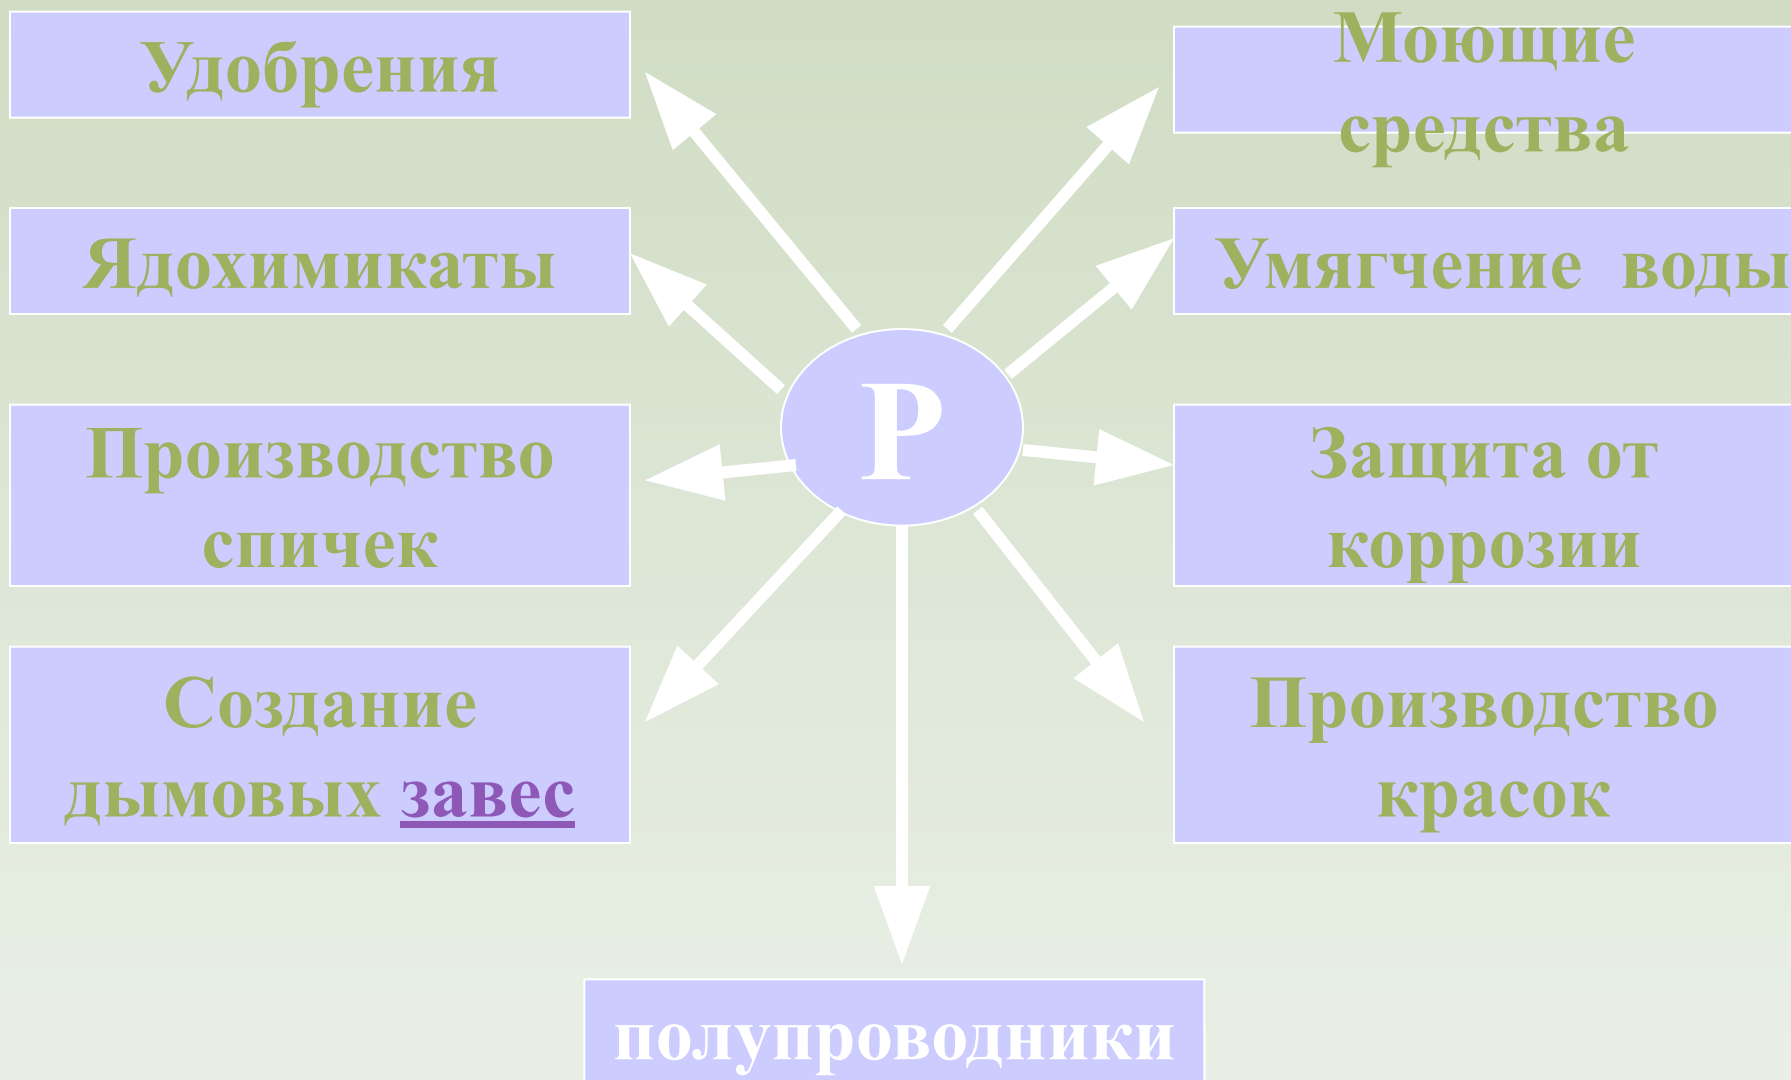 Удобрения
Моющие
средства
Ядохимикаты
Умягчение воды
P
Производство
спичек
Защита от
коррозии
Создание
дымовых завес
Производство
красок
полупроводники